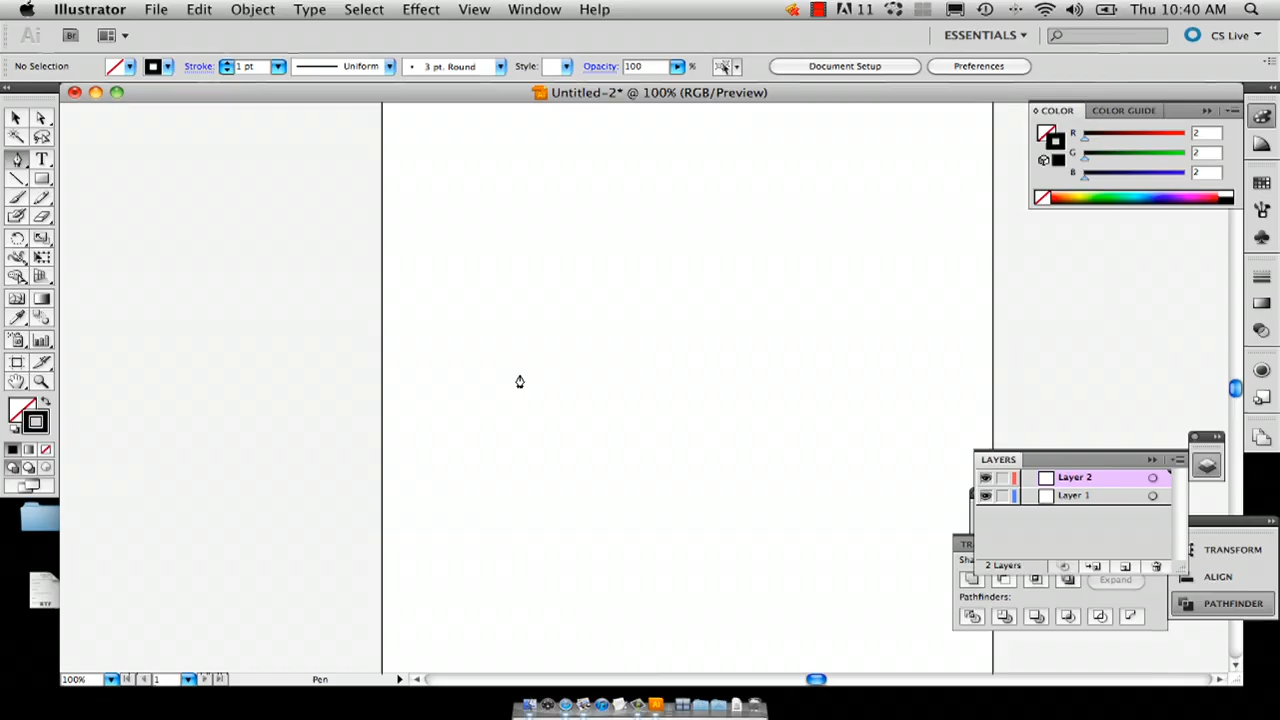 Illustrator File Edit Object Type Select Effect View Window Help 11 Thu 10:40 AM
Ai Br ESSENTIALS CS Live
No Selection Stroke: 1 pt Uniform 3 pt. Round Style: Opacity: 100 % Document Setup Preferences
Untitled-2* @ 100% (RGB/Preview)
COLOR COLOR GUIDE
R 2
G 2
B 2
T
LAYERS
Layer 2
Layer 1
2 Layers
TRANSFORM
ALIGN
PATHFINDER
Expand
Pathfinders:
RTF
100% 1 Pen